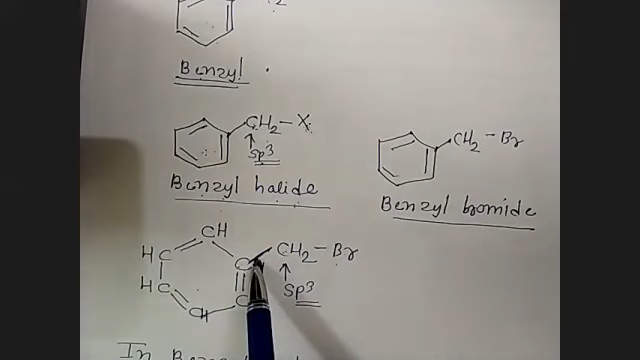 Benzyl.
CH2-X
Sp3
Benzyl halide
CH2-Br
Benzyl bromide
CH
HC
C
CH2-Br
HC
Sp3
CH
C
In